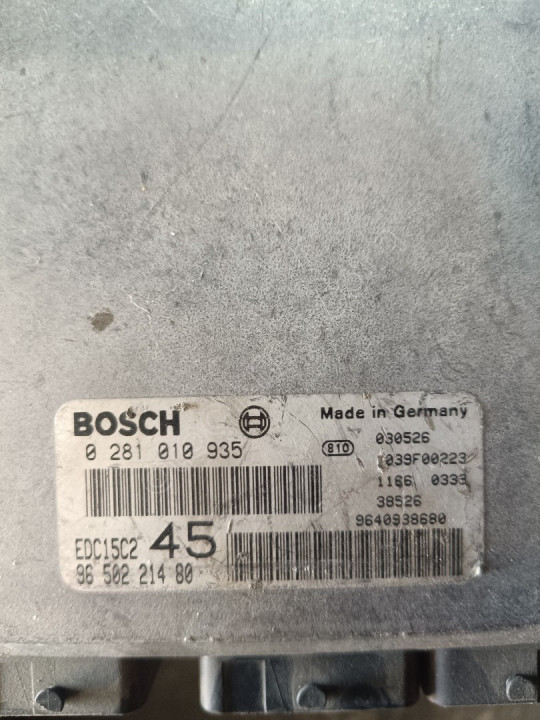 BOSCH
Made in Germany
0 281 010 935
810
030526
1039F00223
1166 0333
38526
9640938680
EDC15C2 45
96 502 214 80